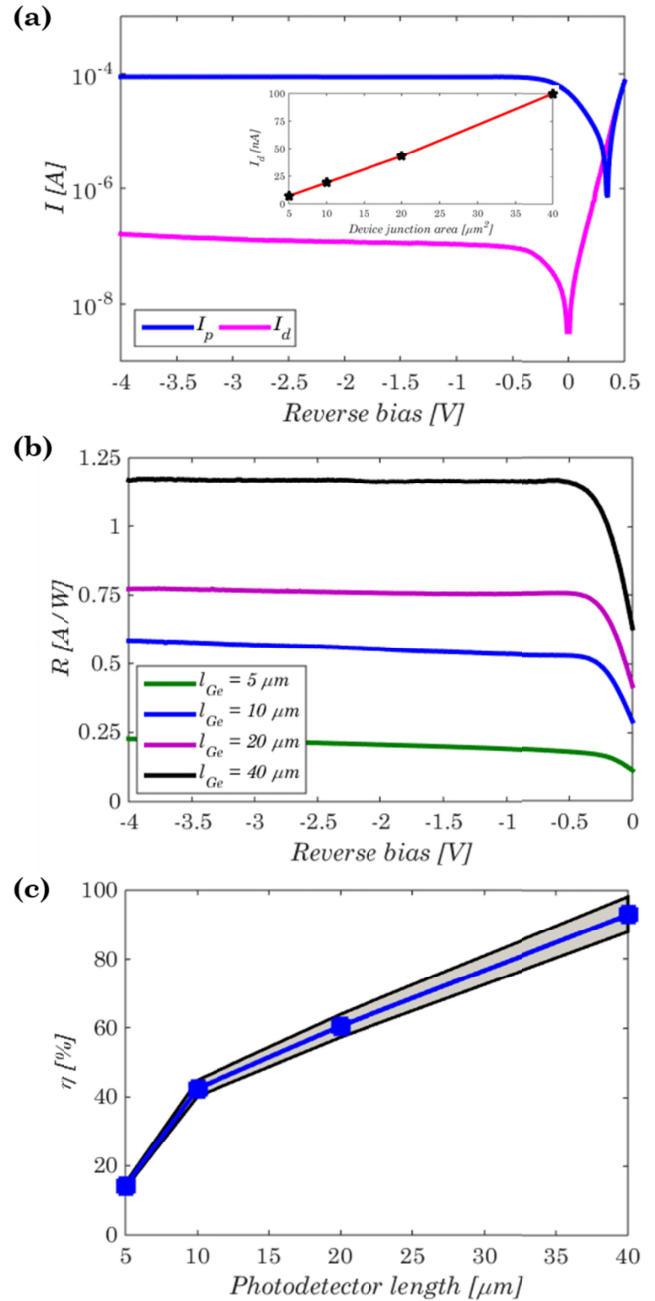 (a)
10^-4
10^-6
10^-8
I [A]
100
75
50
25
0
I_d [nA]
5 10 15 20 25 30 35 40
Device junction area [μm²]
I_p I_d
-4 -3.5 -3 -2.5 -2 -1.5 -1 -0.5 0 0.5
Reverse bias [V]
(b)
1.25
1
0.75
0.5
0.25
0
R [A/W]
l_Ge = 5 μm
l_Ge = 10 μm
l_Ge = 20 μm
l_Ge = 40 μm
-4 -3.5 -3 -2.5 -2 -1.5 -1 -0.5 0
Reverse bias [V]
(c)
100
80
60
40
20
0
η [%]
5 10 15 20 25 30 35 40
Photodetector length [μm]